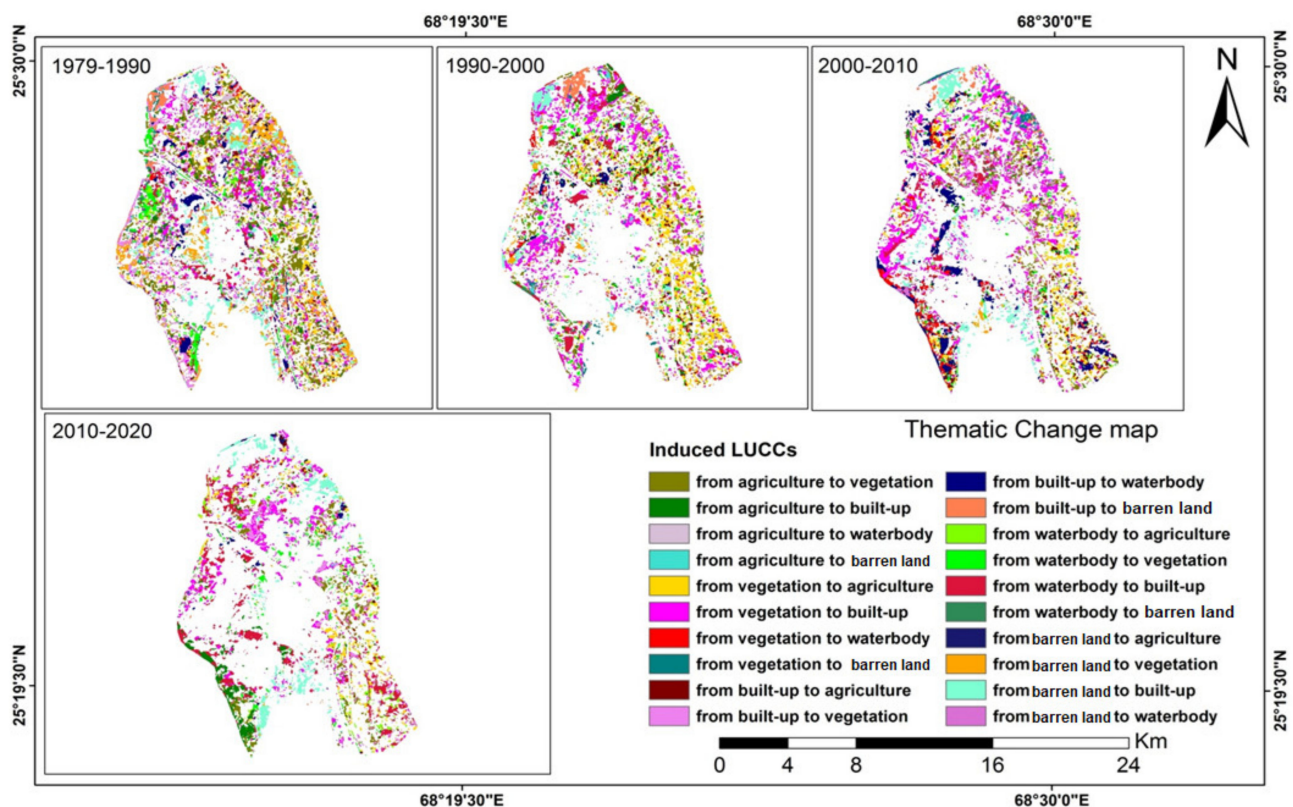 68°19'30"E 68°30'0"E
25°30'0"N 25°30'0"N
1979-1990 1990-2000 2000-2010
N
2010-2020
Thematic Change map
Induced LUCCs
from agriculture to vegetation
from agriculture to built-up
from agriculture to waterbody
from agriculture to barren land
from vegetation to agriculture
from vegetation to built-up
from vegetation to waterbody
from vegetation to barren land
from built-up to agriculture
from built-up to vegetation
from built-up to waterbody
from built-up to barren land
from waterbody to agriculture
from waterbody to vegetation
from waterbody to built-up
from waterbody to barren land
from barren land to agriculture
from barren land to vegetation
from barren land to built-up
from barren land to waterbody
Km
0 4 8 16 24
25°19'30"N 25°19'30"N
68°19'30"E 68°30'0"E